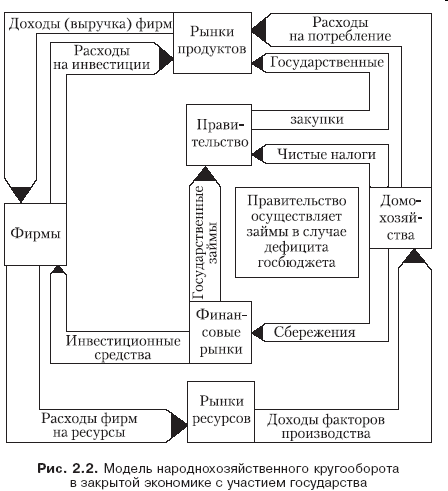 Доходы (выручка) фирм
Рынки
продуктов
Расходы
на потребление
Расходы
на инвестиции
Государственные
закупки
Прави-
тельство
Чистые налоги
Фирмы
Государственные
займы
Правительство
осуществляет
займы в случае
дефицита
госбюджета
Домо-
хозяй-
ства
Финан-
совые
рынки
Инвестиционные
средства
Сбережения
Рынки
ресурсов
Расходы фирм
на ресурсы
Доходы факторов
производства
Рис. 2.2. Модель народнохозяйственного кругооборота
в закрытой экономике с участием государства